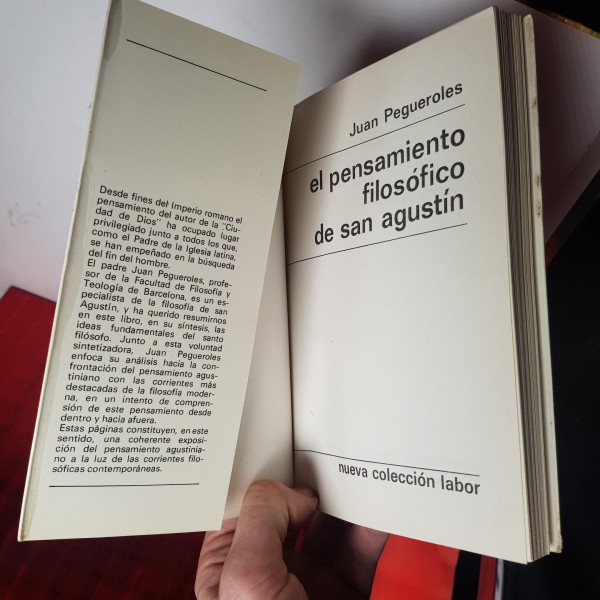 Desde fines del Imperio romano el
pensamiento del autor de la "Ciu-
dad de Dios" ha ocupado lugar
privilegiado junto a todos los que,
como el Padre de la Iglesia latina,
se han empeñado en la búsqueda
del fin del hombre.
El padre Juan Pegueroles, profe-
sor de la Facultad de Filosofía y
Teología de Barcelona, es un es-
pecialista de la filosofía de san
Agustín, y ha querido resumirnos
en este libro, en su síntesis, las
ideas fundamentales del santo
filósofo. Junto a esta voluntad
sintetizadora, Juan Pegueroles
enfoca su análisis hacia la con-
frontación del pensamiento agus-
tiniano con las corrientes más
destacadas de la filosofía moder-
na, en un intento de compren-
sión de este pensamiento desde
dentro y hacia afuera.
Estas páginas constituyen, en este
sentido, una coherente exposi-
ción del pensamiento agustinia-
no a la luz de las corrientes filo-
sóficas contemporáneas.
Juan Pegueroles
el pensamiento
filosófico
de san agustín
nueva colección labor